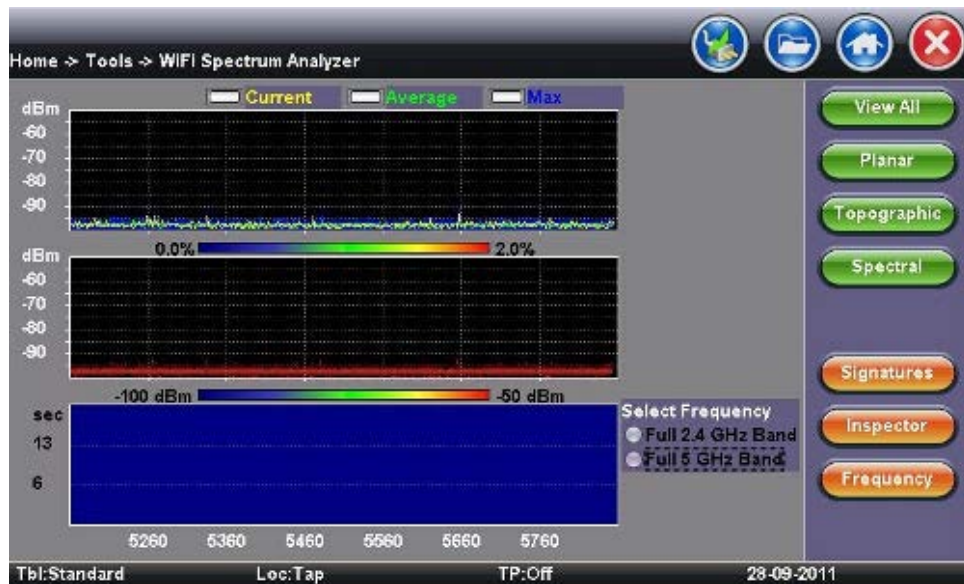 Home -> Tools -> WiFi Spectrum Analyzer
Current Average Max
dBm
-60
-70
-80
-90
0.0% 2.0%
dBm
-60
-70
-80
-90
-100 dBm -50 dBm
sec
13
6
5260 5360 5460 5560 5660 5760
Select Frequency
Full 2.4 GHz Band
Full 5 GHz Band
View All
Planar
Topographic
Spectral
Signatures
Inspector
Frequency
Tbl:Standard Loc:Tap TP:Off 28-09-2011